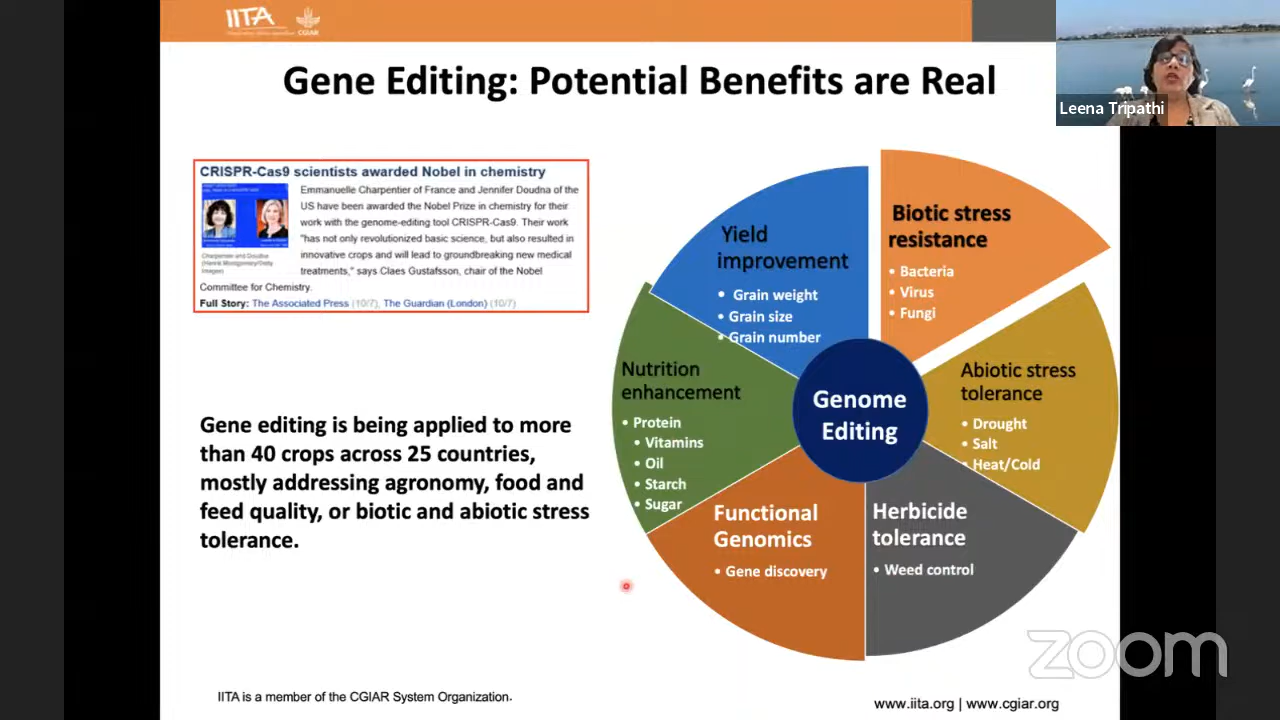 IITA
CGIAR
Leena Tripathi
Gene Editing: Potential Benefits are Real
CRISPR-Cas9 scientists awarded Nobel in chemistry
Emmanuelle Charpentier of France and Jennifer Doudna of the
US have been awarded the Nobel Prize in chemistry for their
work with the genome-editing tool CRISPR-Cas9. Their work
"has not only revolutionized basic science, but also resulted in
innovative crops and will lead to groundbreaking new medical
treatments," says Claes Gustafsson, chair of the Nobel
Committee for Chemistry.
Charpentier and Doudna
(Henrik Montgomery/Getty
Images)
Full Story: The Associated Press (10/7), The Guardian (London) (10/7)
Gene editing is being applied to more
than 40 crops across 25 countries,
mostly addressing agronomy, food and
feed quality, or biotic and abiotic stress
tolerance.
Yield
improvement
• Grain weight
• Grain size
• Grain number
Biotic stress
resistance
• Bacteria
• Virus
• Fungi
Nutrition
enhancement
• Protein
• Vitamins
• Oil
• Starch
• Sugar
Genome
Editing
Abiotic stress
tolerance
• Drought
• Salt
• Heat/Cold
Functional
Genomics
• Gene discovery
Herbicide
tolerance
• Weed control
zoom
IITA is a member of the CGIAR System Organization.
www.iita.org | www.cgiar.org